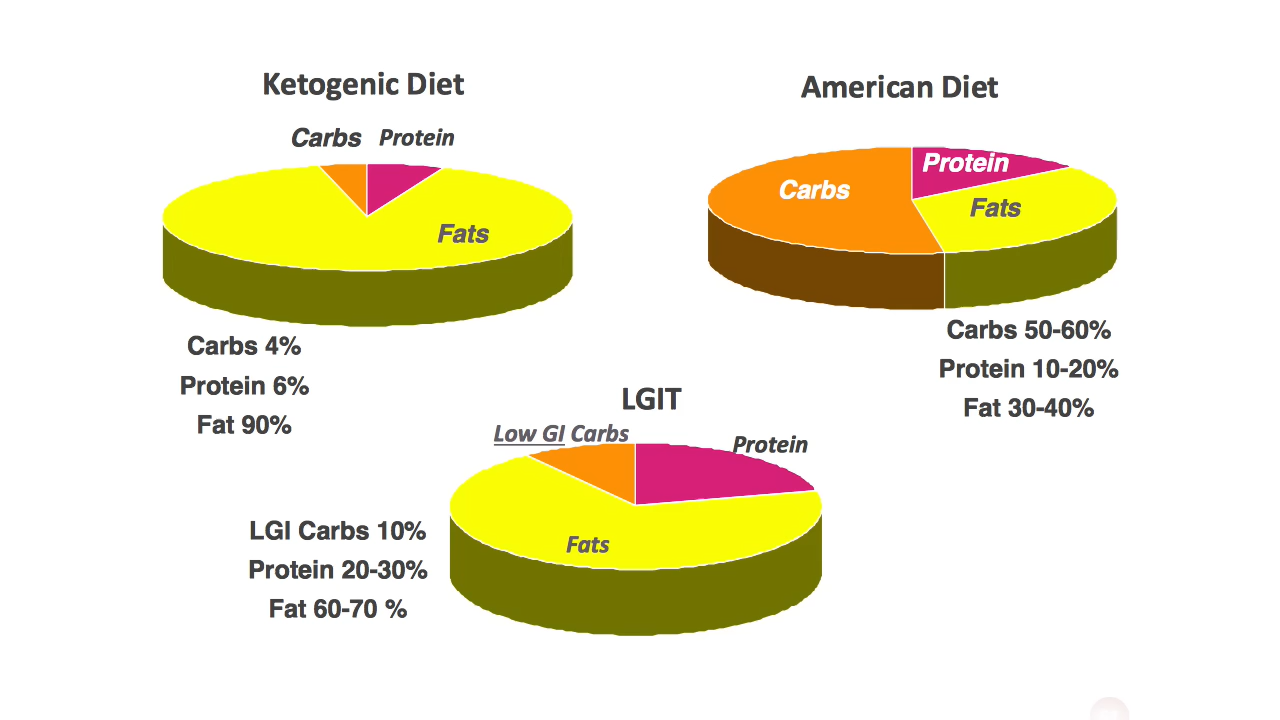 Ketogenic Diet
Carbs Protein
Fats
Carbs 4%
Protein 6%
Fat 90%
American Diet
Protein
Carbs
Fats
Carbs 50-60%
Protein 10-20%
Fat 30-40%
LGIT
Low GI Carbs
Protein
Fats
LGI Carbs 10%
Protein 20-30%
Fat 60-70 %